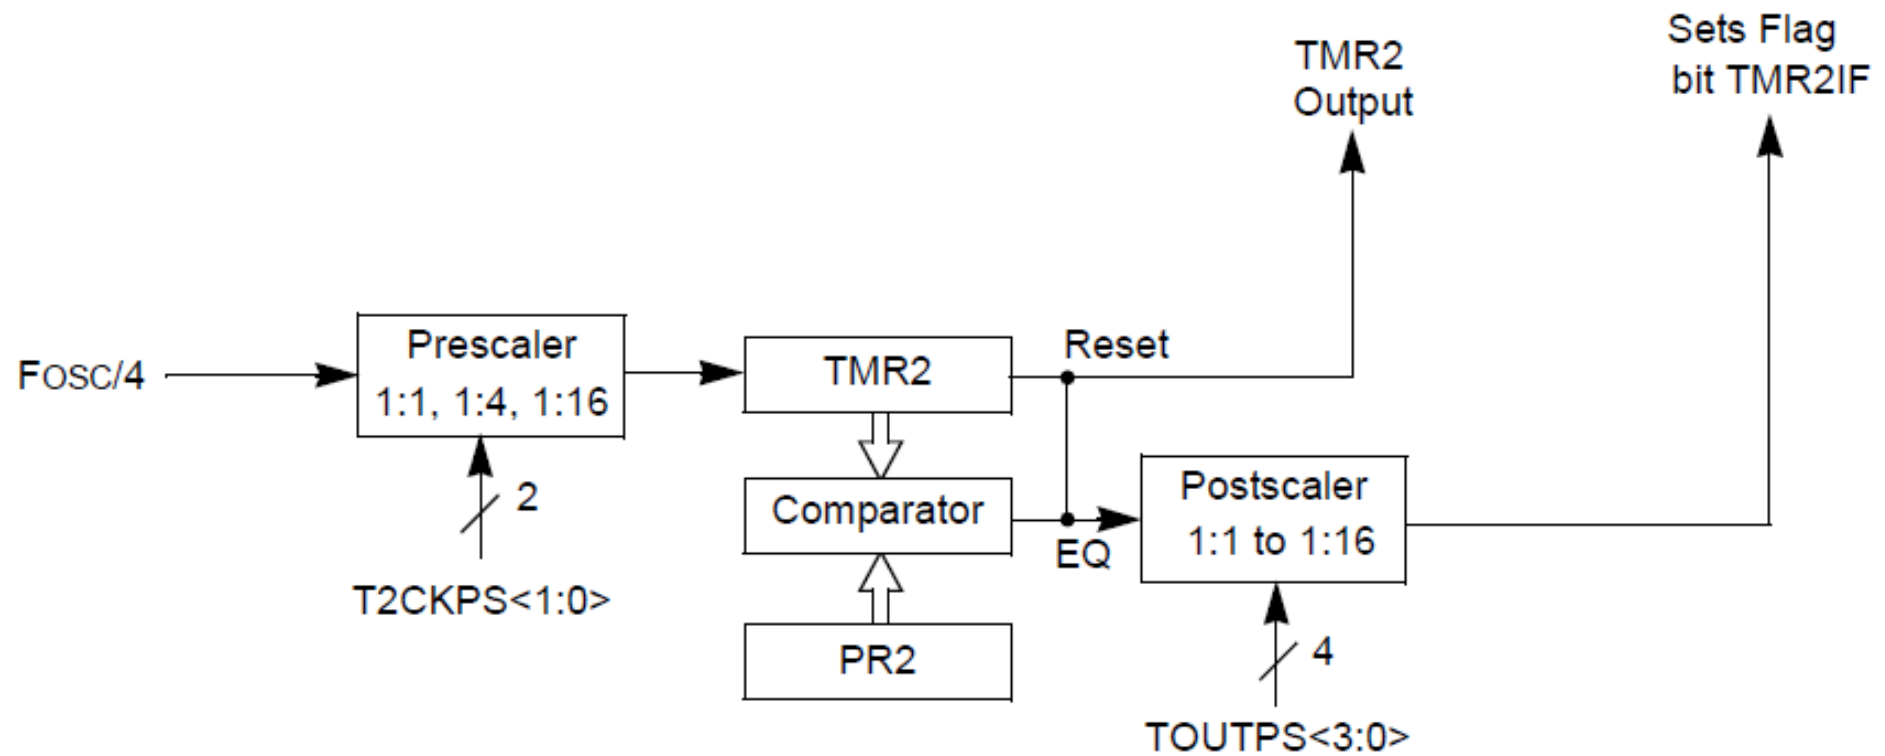 Sets Flag
bit TMR2IF
TMR2
Output
Fosc/4
Prescaler
1:1, 1:4, 1:16
TMR2
Reset
2
T2CKPS<1:0>
Comparator
EQ
Postscaler
1:1 to 1:16
PR2
4
TOUTPS<3:0>